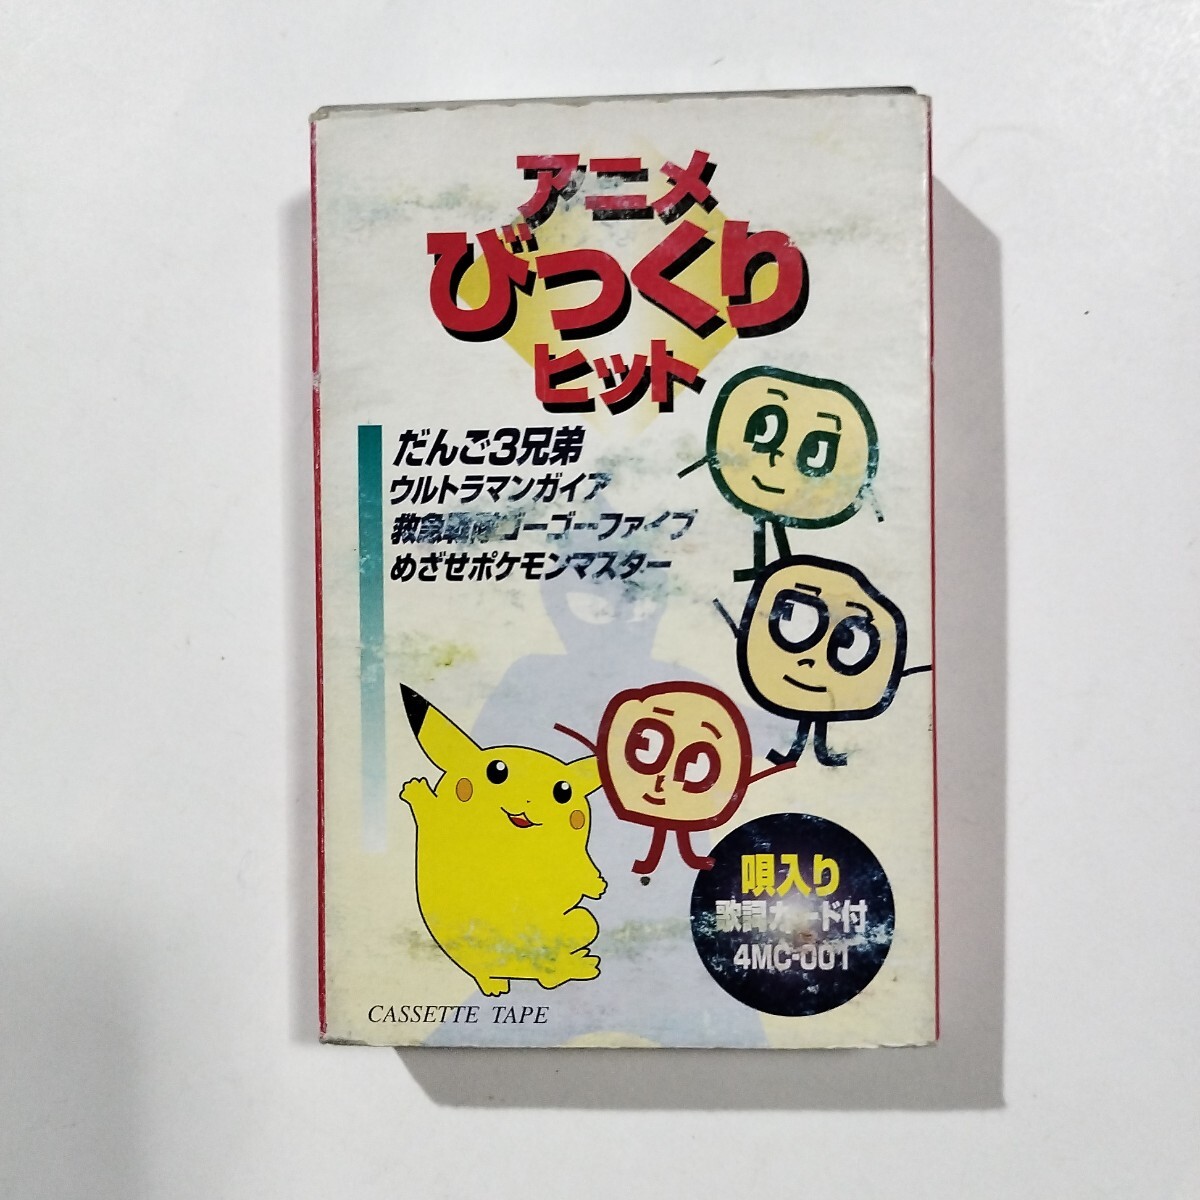 アニメ
びっくり
ヒット
だんご3兄弟
ウルトラマンガイア
救急戦隊ゴーゴーファイブ
めざせポケモンマスター
唄入り
歌詞カード付
4MC-001
CASSETTE TAPE